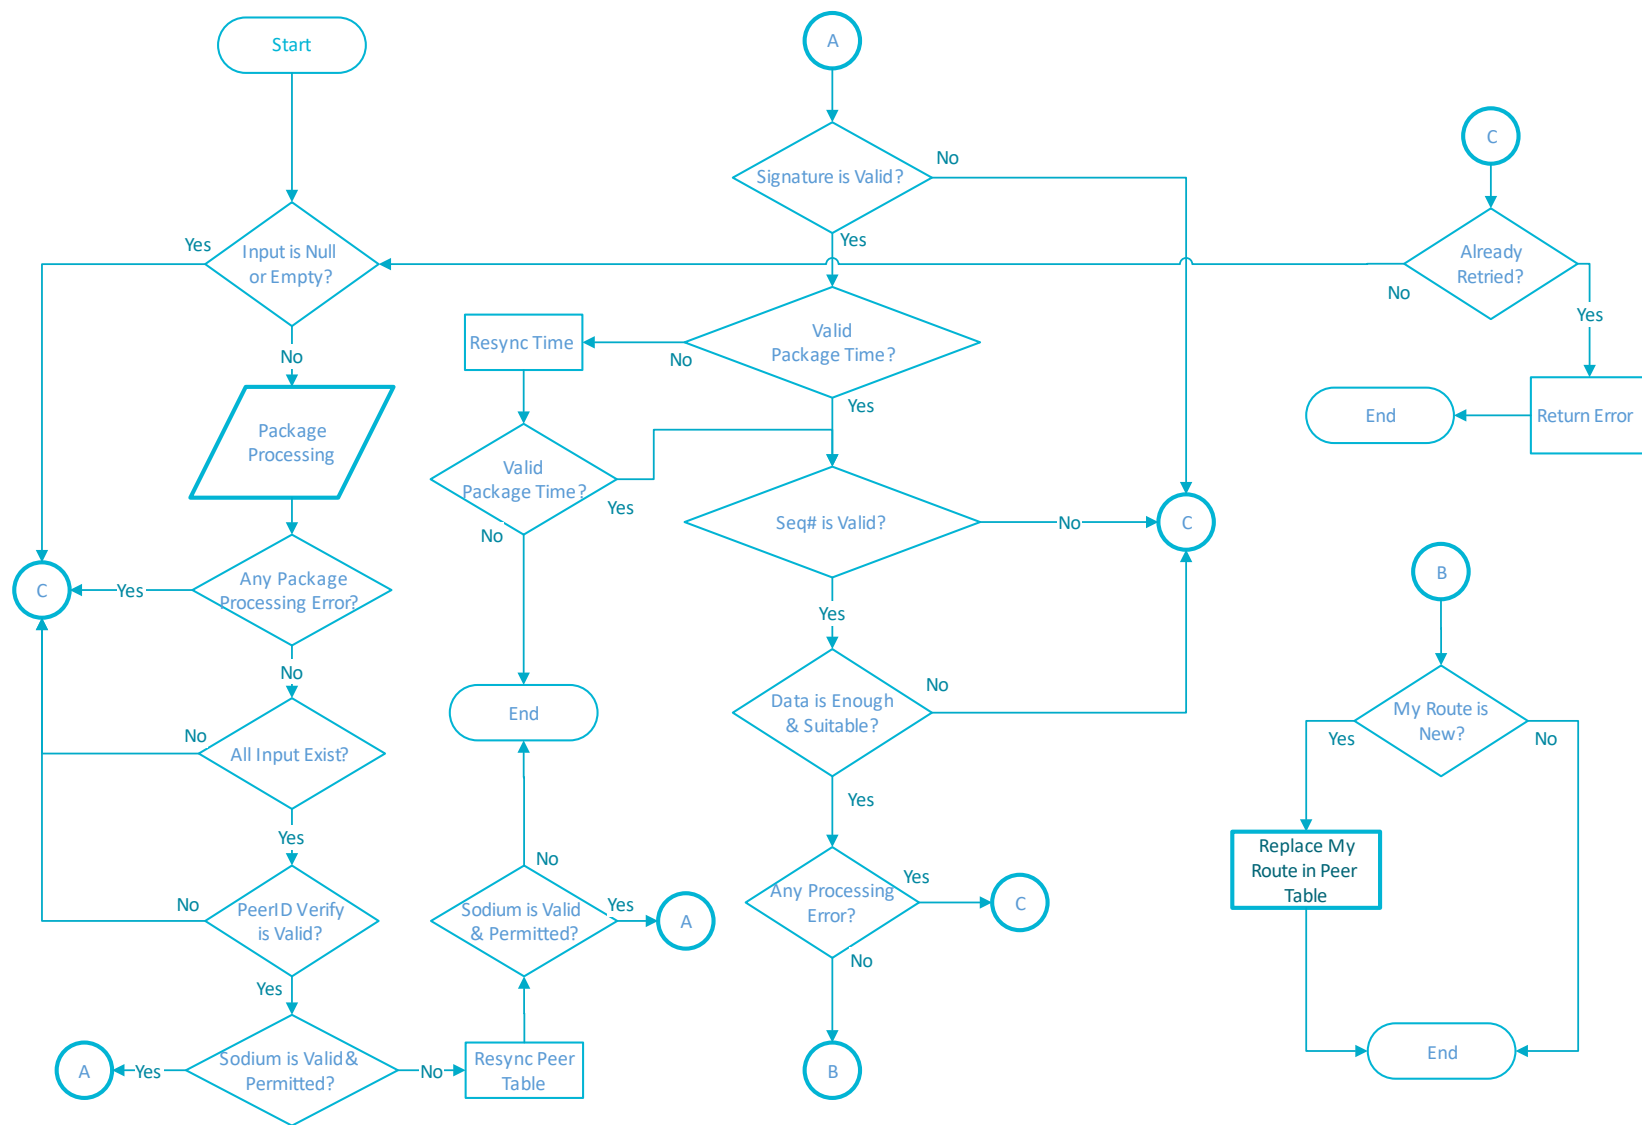 Start
A
C
Signature is Valid?
No
Yes
Yes
Input is Null
or Empty?
Already
Retried?
No
Yes
No
Valid
Package Time?
No
Resync Time
Yes
Package
Processing
End
Return Error
Valid
Package Time?
Yes
No
Seq# is Valid?
No
C
C
Yes
Any Package
Processing Error?
B
Yes
No
Data is Enough
& Suitable?
No
My Route is
New?
Yes
No
End
No
All Input Exist?
Yes
Yes
Replace My
Route in Peer
Table
No
PeerID Verify
is Valid?
No
Sodium is Valid
& Permitted?
Yes
A
Any Processing
Error?
Yes
C
No
Yes
A
Yes
Sodium is Valid &
Permitted?
No
Resync Peer
Table
B
End